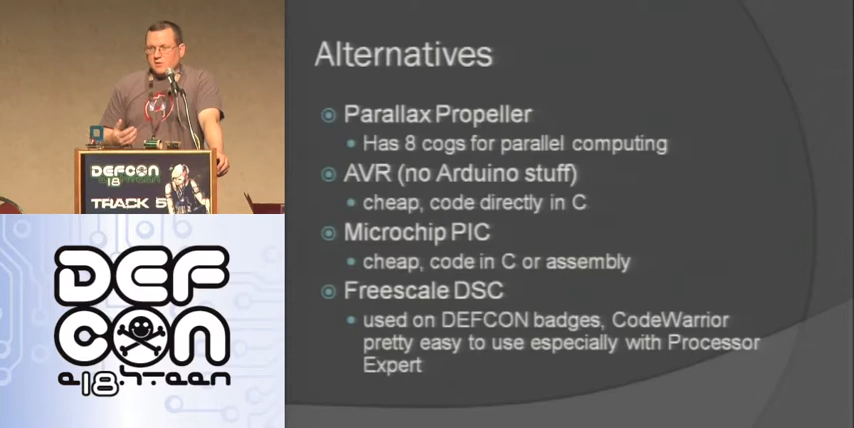 Alternatives
Parallax Propeller
Has 8 cogs for parallel computing
AVR (no Arduino stuff)
cheap, code directly in C
Microchip PIC
cheap, code in C or assembly
Freescale DSC
used on DEFCON badges, CodeWarrior
pretty easy to use especially with Processor
Expert
DEFCON
18
TRACK 5
DEF
CON
e18hteen